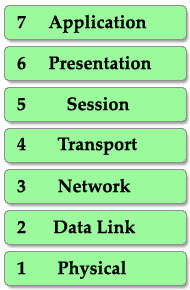 7 Application
6 Presentation
5 Session
4 Transport
3 Network
2 Data Link
1 Physical